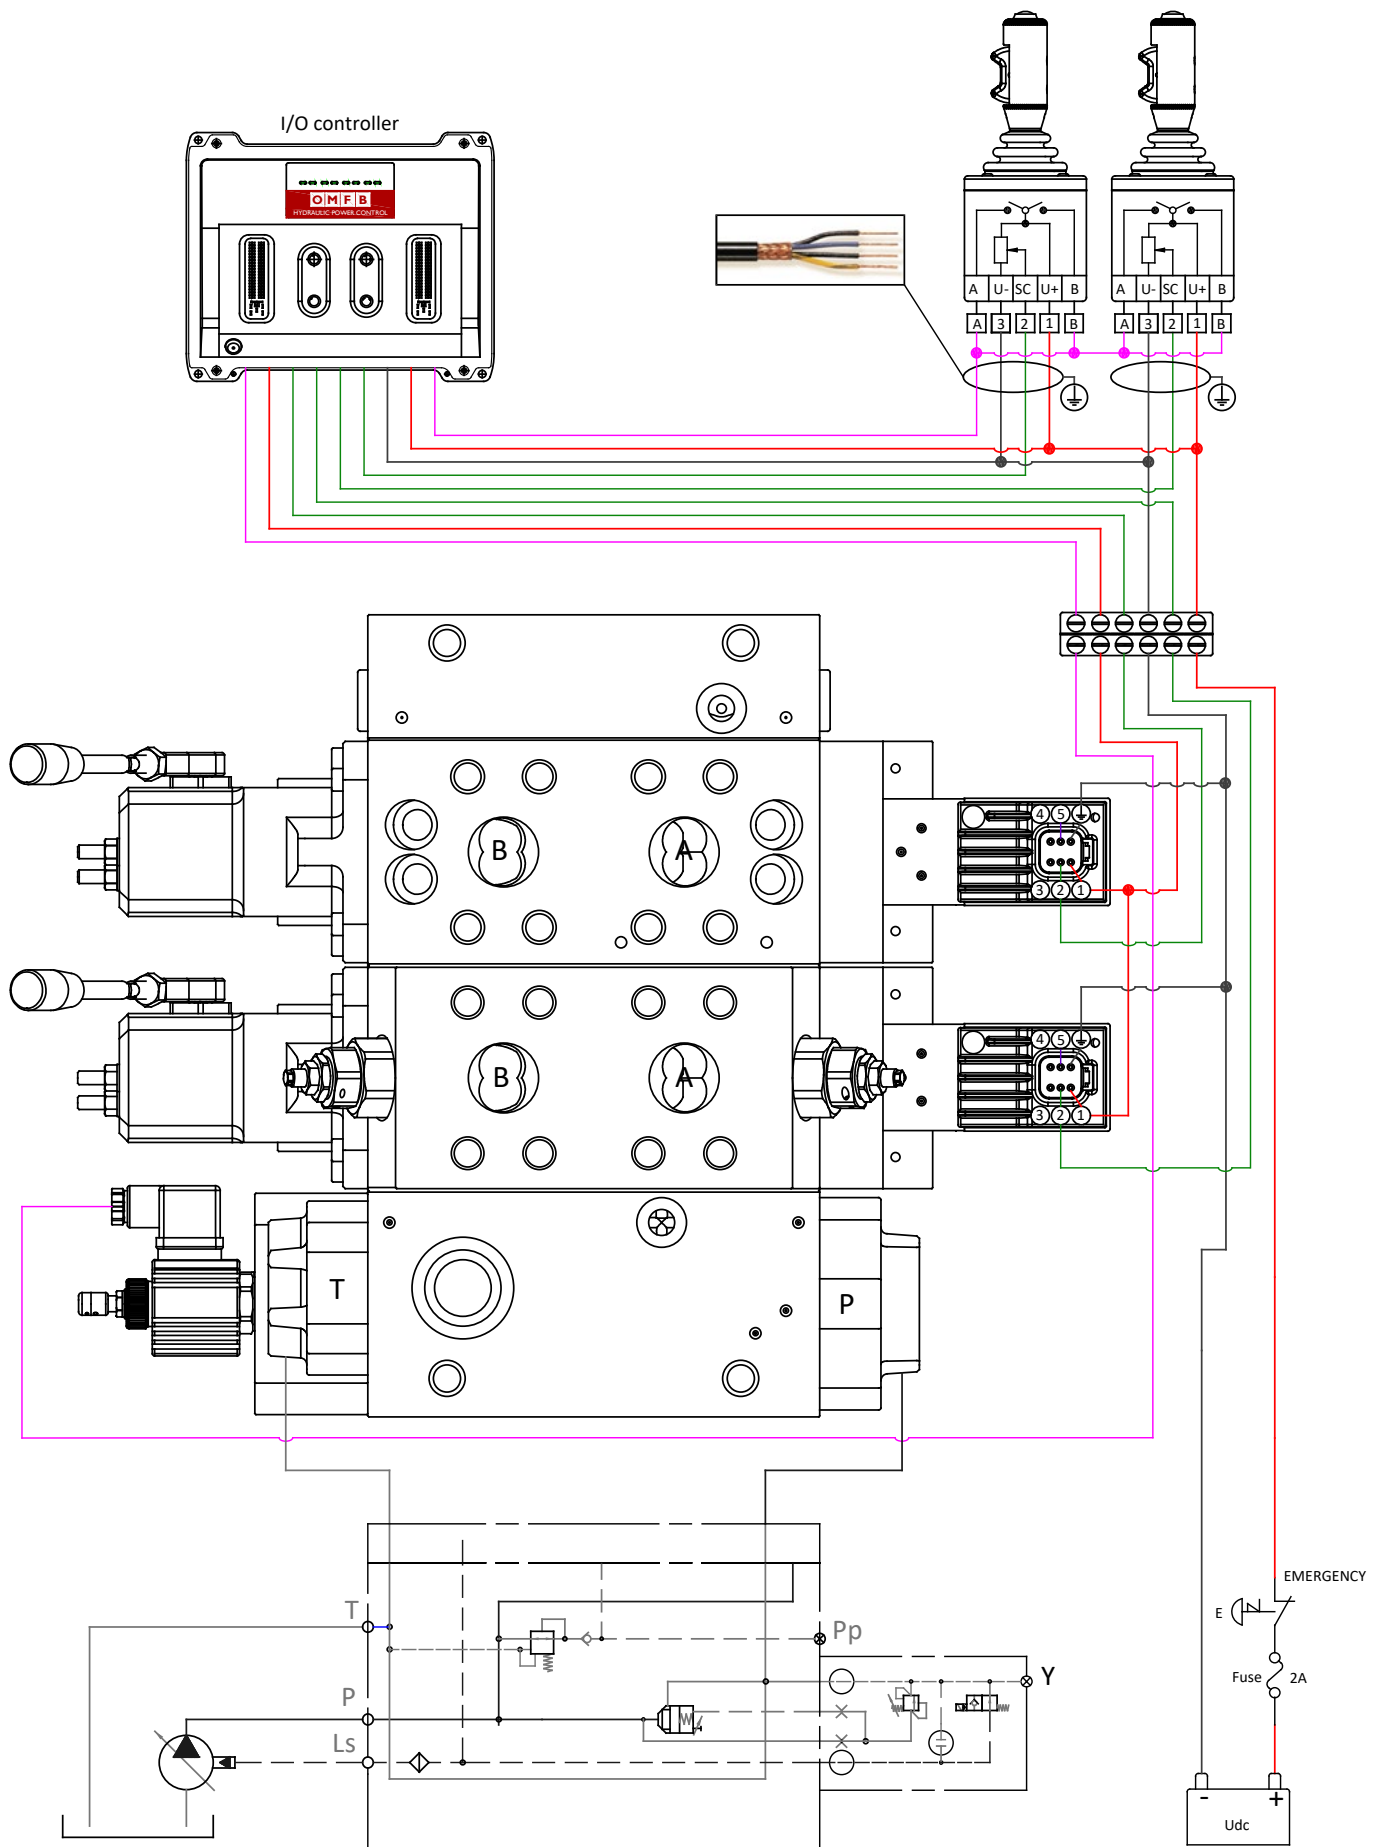 I/O controller
OMFB
HYDRAULIC POWER CONTROL
A U- SC U+ B
A U- SC U+ B
A 3 2 1 B
A 3 2 1 B
B A
4 5
3 2 1
B A
4 5
3 2 1
T P
EMERGENCY
E
T
Pp
Fuse 2A
Y
P
Ls
- +
Udc